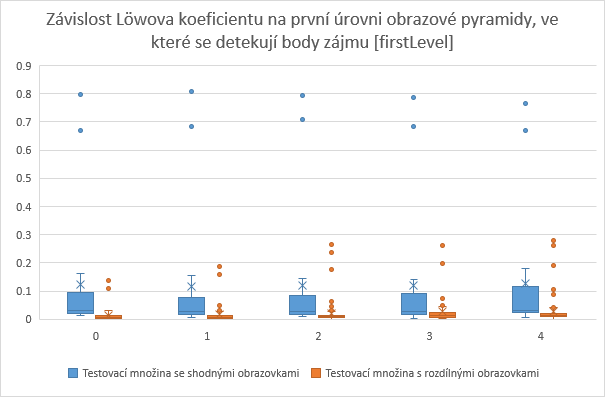 Závislost Löwova koeficientu na první úrovni obrazové pyramidy, ve
které se detekují body zájmu [firstLevel]
0.9
0.8
0.7
0.6
0.5
0.4
0.3
0.2
0.1
0
0 1 2 3 4
Testovací množina se shodnými obrazovkami Testovací množina s rozdílnými obrazovkami